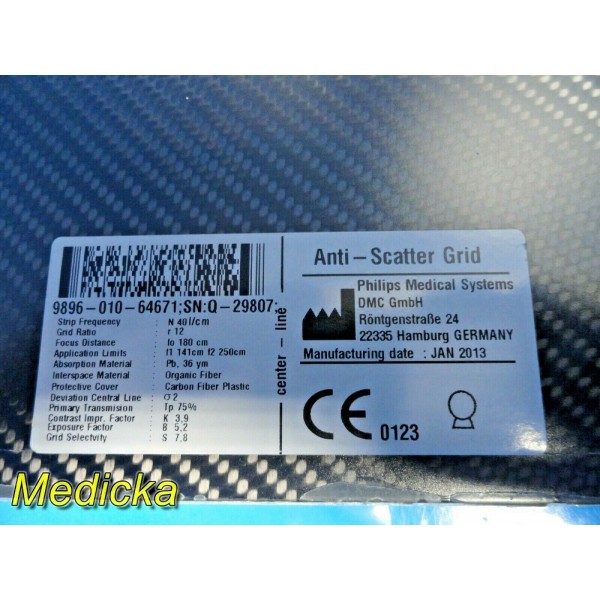 9896-010-64671;SN:Q-29807;
Strip Frequency : N 40 l/cm
Grid Ratio : r 12
Focus Distance : fo 180 cm
Application Limits : f1 141cm f2 250cm
Absorption Material : Pb, 36 ym
Interspace Material : Organic Fiber
Protective Cover : Carbon Fiber Plastic
Deviation Central Line : σ2
Primary Transmision : Tp 75%
Contrast Impr. Factor : K 3,9
Exposure Factor : B 5,2
Grid Selectvity : S 7,8
center - line
Anti-Scatter Grid
Philips Medical Systems
DMC GmbH
Röntgenstraße 24
22335 Hamburg GERMANY
Manufacturing date : JAN 2013
CE 0123
Medicka